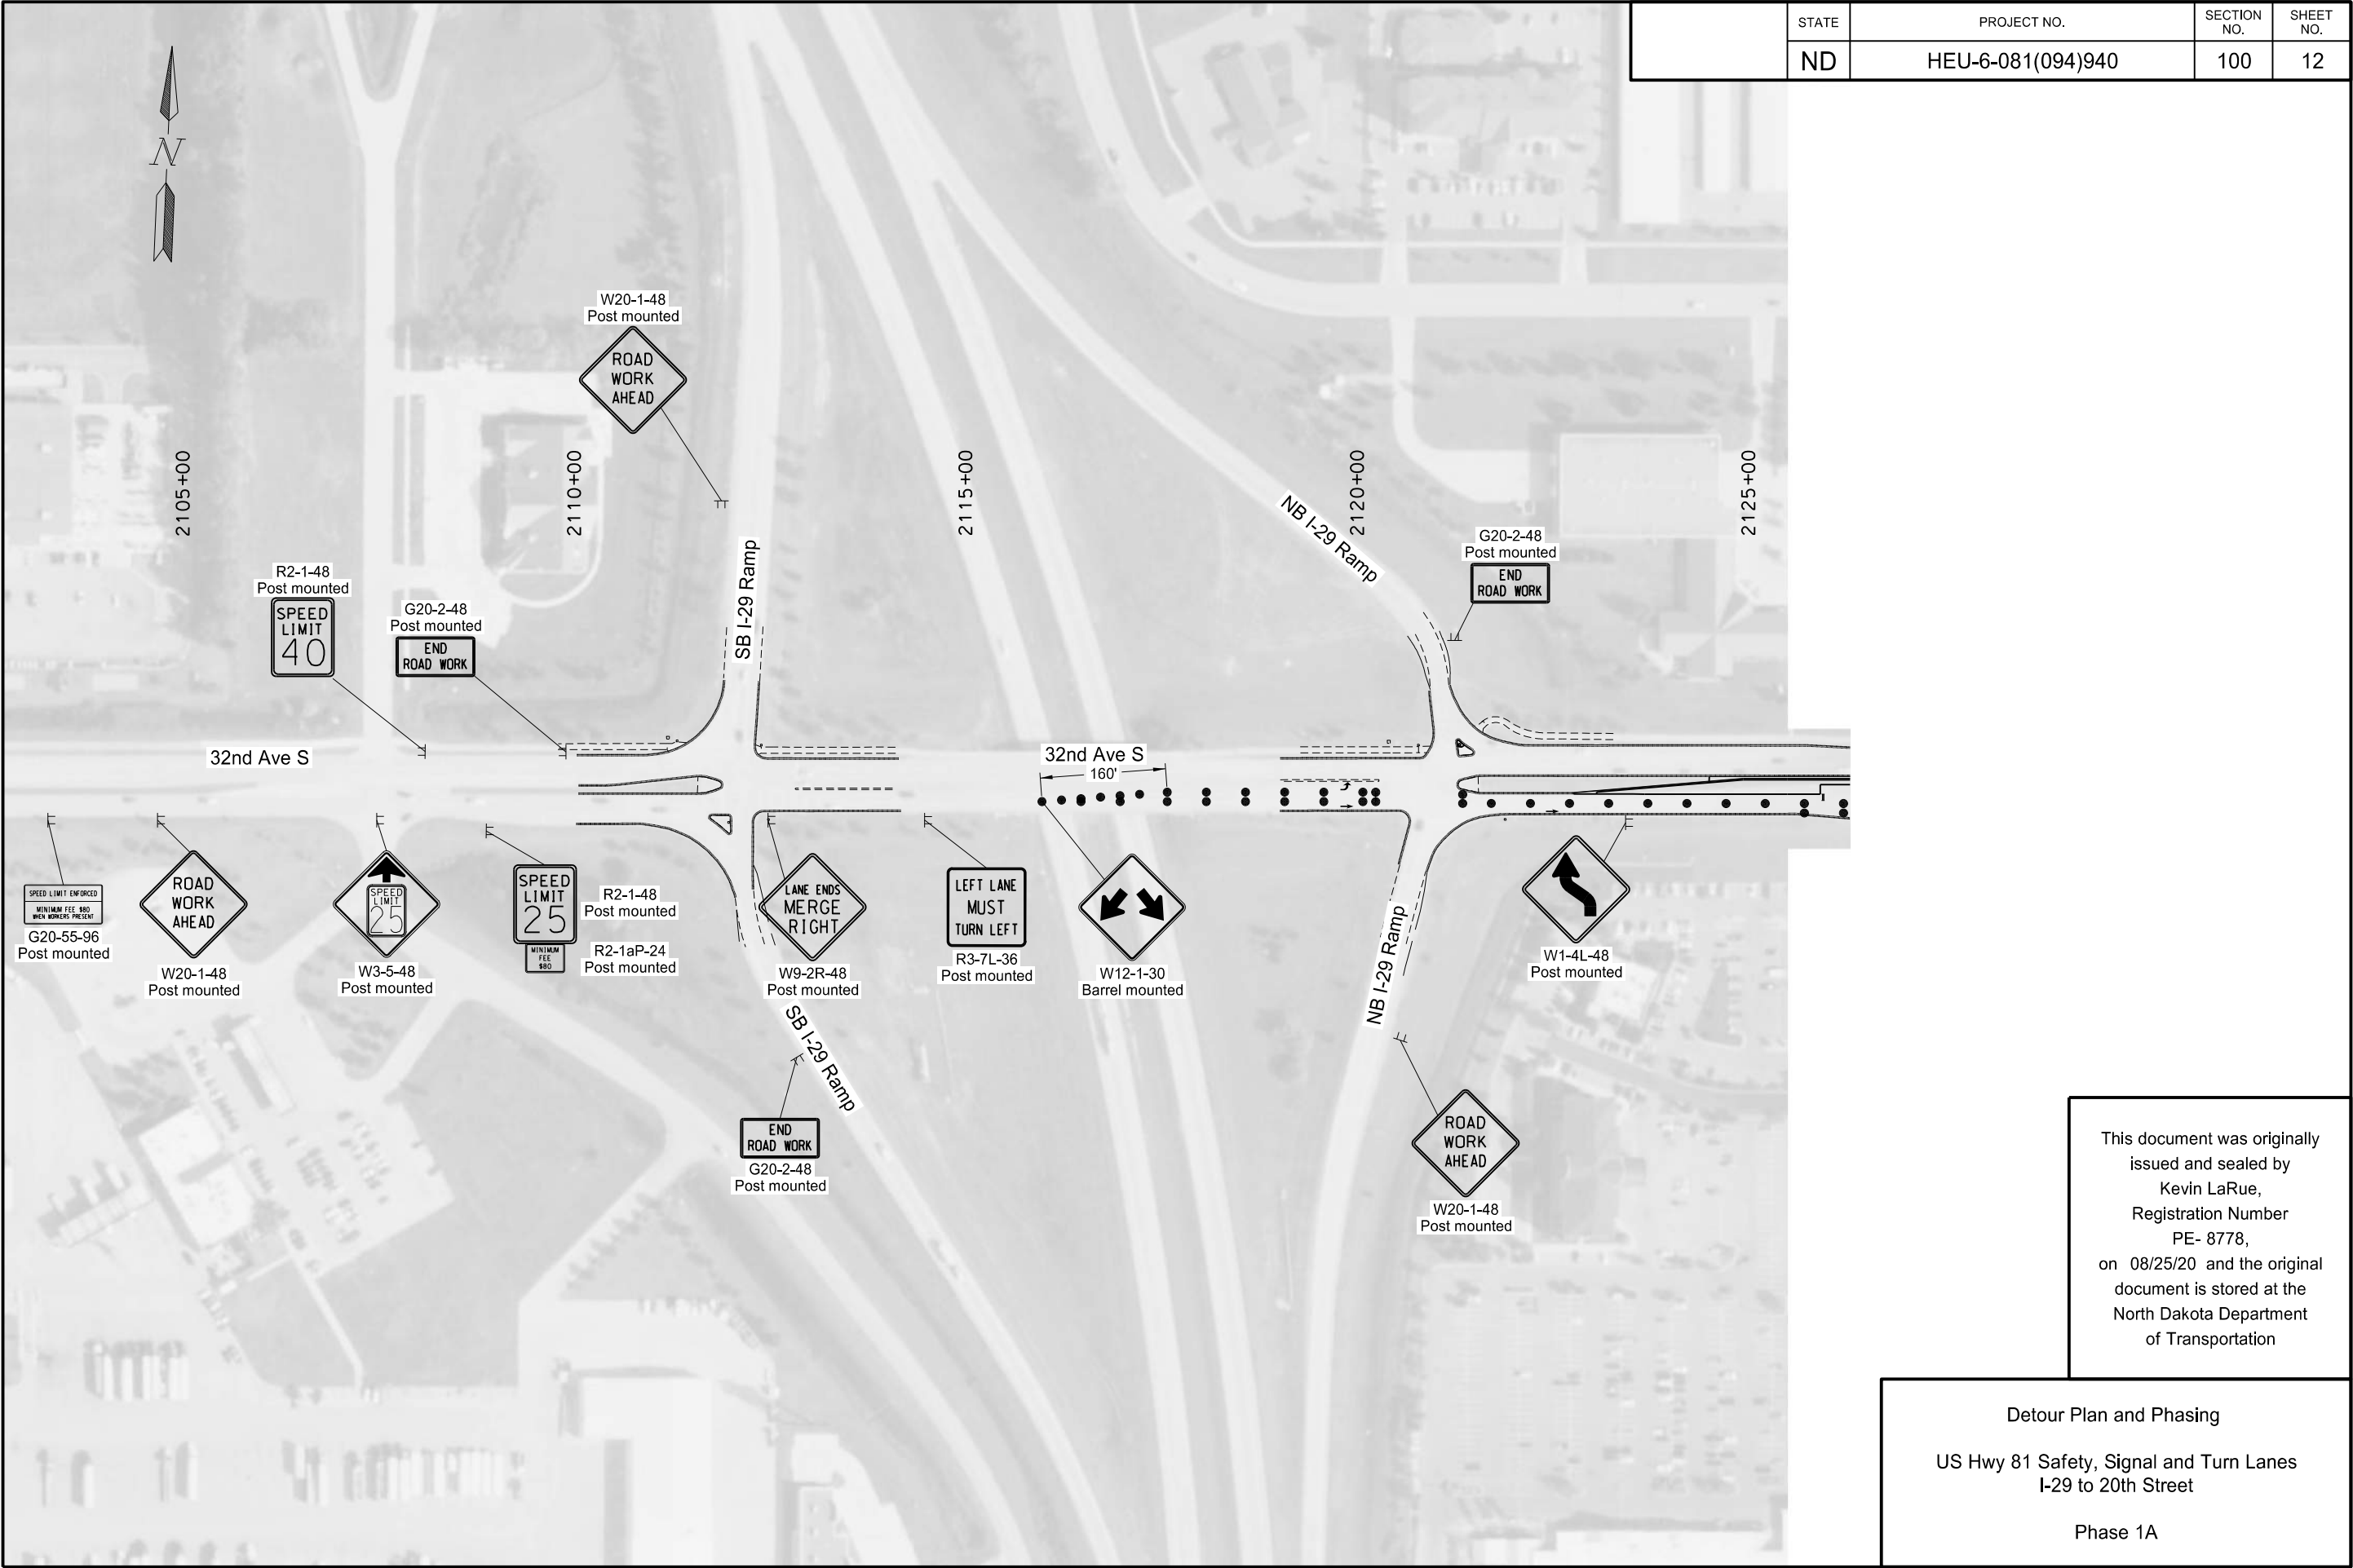 STATE
PROJECT NO.
SECTION
NO.
SHEET
NO.
ND
HEU-6-081(094)940
100
12
N
W20-1-48
Post mounted
ROAD
WORK
AHEAD
2105+00
2110+00
2115+00
2120+00
2125+00
SB I-29 Ramp
NB I-29 Ramp
G20-2-48
Post mounted
END
ROAD WORK
R2-1-48
Post mounted
SPEED
LIMIT
40
G20-2-48
Post mounted
END
ROAD WORK
32nd Ave S
32nd Ave S
160'
SPEED LIMIT ENFORCED
MINIMUM FEE $80
WHEN WORKERS PRESENT
G20-55-96
Post mounted
ROAD
WORK
AHEAD
W20-1-48
Post mounted
SPEED
LIMIT
25
W3-5-48
Post mounted
SPEED
LIMIT
25
R2-1-48
Post mounted
MINIMUM
FEE
$80
R2-1aP-24
Post mounted
LANE ENDS
MERGE
RIGHT
W9-2R-48
Post mounted
LEFT LANE
MUST
TURN LEFT
R3-7L-36
Post mounted
W12-1-30
Barrel mounted
NB I-29 Ramp
W1-4L-48
Post mounted
SB I-29 Ramp
END
ROAD WORK
G20-2-48
Post mounted
ROAD
WORK
AHEAD
W20-1-48
Post mounted
This document was originally
issued and sealed by
Kevin LaRue,
Registration Number
PE- 8778,
on 08/25/20 and the original
document is stored at the
North Dakota Department
of Transportation
Detour Plan and Phasing
US Hwy 81 Safety, Signal and Turn Lanes
I-29 to 20th Street
Phase 1A